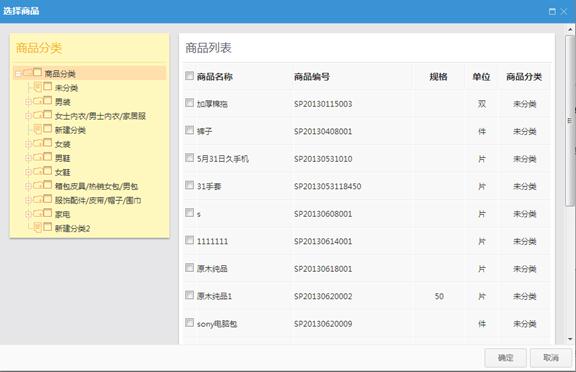 选择商品
商品分类
商品分类
未分类
男装
女士内衣/男士内衣/家居服
新建分类
女装
男鞋
女鞋
箱包皮具/热销女包/男包
服饰配件/皮带/帽子/围巾
家电
新建分类2
商品列表
商品名称 商品编号 规格 单位 商品分类
加厚棉拖 SP20130115003 双 未分类
裤子 SP20130408001 件 未分类
5月31日久手机 SP20130531010 片 未分类
31手套 SP2013053118450 片 未分类
s SP20130608001 片 未分类
1111111 SP20130614001 片 未分类
原木纯品 SP20130618001 片 未分类
原木纯品1 SP20130620002 50 片 未分类
sony电脑包 SP20130620009 件 未分类
确定 取消